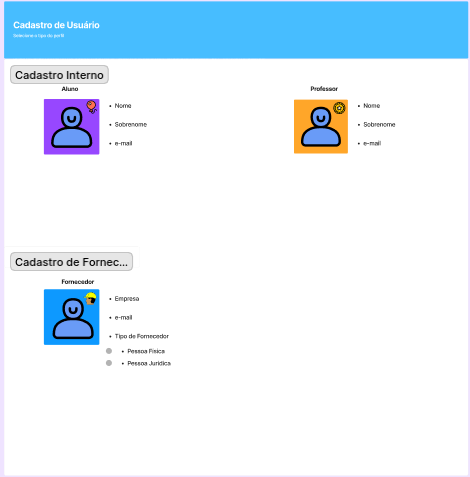 Cadastro de Usuário
Selecione o tipo de perfil
Cadastro Interno
Aluno
Nome
Sobrenome
e-mail
Professor
Nome
Sobrenome
e-mail
Cadastro de Fornec...
Fornecedor
Empresa
e-mail
Tipo de Fornecedor
Pessoa Física
Pessoa Jurídica